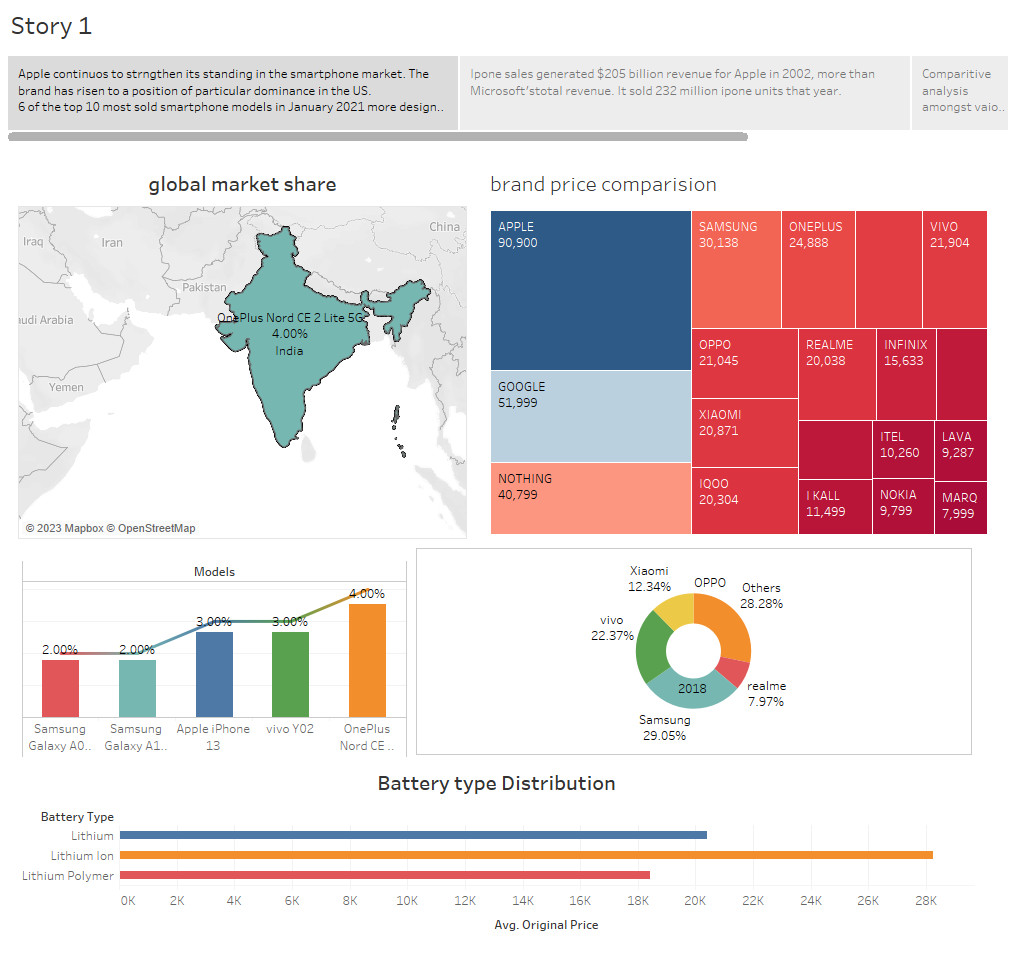 Story 1
Apple continuos to strngthen its standing in the smartphone market. The
brand has risen to a position of particular dominance in the US.
6 of the top 10 most sold smartphone models in January 2021 more design..
Ipone sales generated $205 billion revenue for Apple in 2002, more than
Microsoft'stotal revenue. It sold 232 million ipone units that year.
Comparitive
analysis
amongst vaio..
global market share
China
Iraq
Iran
Pakistan
udi Arabia
Yemen
OnePlus Nord CE 2 Lite 5G
4.00%
India
© 2023 Mapbox © OpenStreetMap
brand price comparision
APPLE
90,900
GOOGLE
51,999
NOTHING
40,799
SAMSUNG
30,138
ONEPLUS
24,888
VIVO
21,904
OPPO
21,045
XIAOMI
20,871
IQOO
20,304
REALME
20,038
INFINIX
15,633
I KALL
11,499
ITEL
10,260
NOKIA
9,799
LAVA
9,287
MARQ
7,999
Models
2.00%
2.00%
3.00%
3.00%
4.00%
Samsung
Galaxy A0..
Samsung
Galaxy A1..
Apple iPhone
13
vivo Y02
OnePlus
Nord CE ..
Xiaomi
12.34%
OPPO
Others
28.28%
vivo
22.37%
2018
realme
7.97%
Samsung
29.05%
Battery type Distribution
Battery Type
Lithium
Lithium Ion
Lithium Polymer
0K 2K 4K 6K 8K 10K 12K 14K 16K 18K 20K 22K 24K 26K 28K
Avg. Original Price